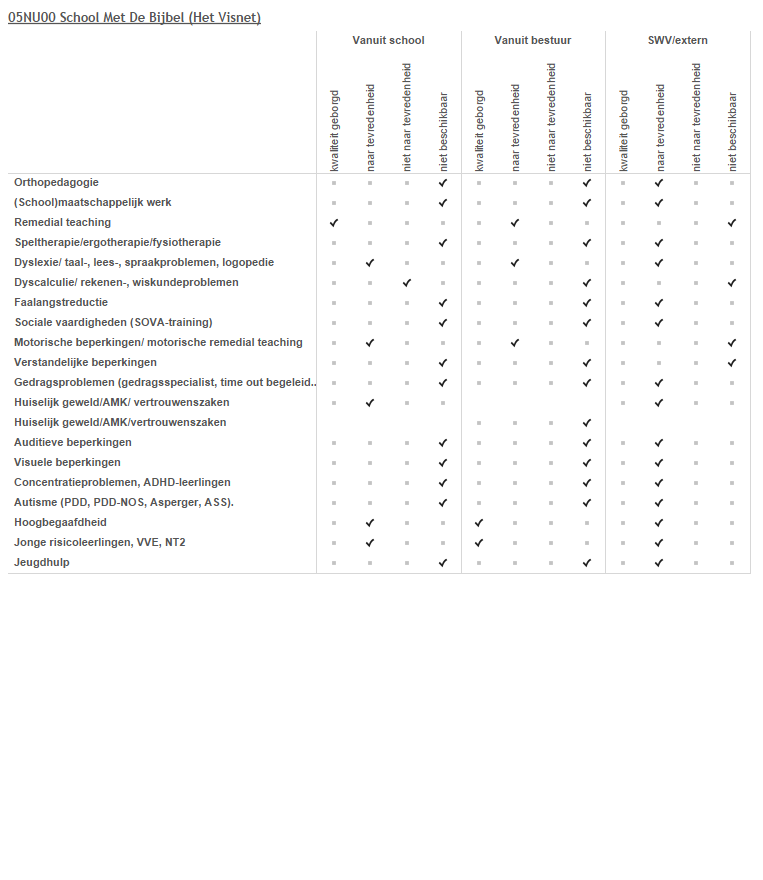 05NU00 School Met De Bijbel (Het Visnet)
Vanuit school Vanuit bestuur SWV/extern
kwaliteit geborgd naar tevredenheid niet naar tevredenheid niet beschikbaar kwaliteit geborgd naar tevredenheid niet naar tevredenheid niet beschikbaar kwaliteit geborgd naar tevredenheid niet naar tevredenheid niet beschikbaar
Orthopedagogie
(School)maatschappelijk werk
Remedial teaching
Speltherapie/ergotherapie/fysiotherapie
Dyslexie/ taal-, lees-, spraakproblemen, logopedie
Dyscalculie/ rekenen-, wiskundeproblemen
Faalangstreductie
Sociale vaardigheden (SOVA-training)
Motorische beperkingen/ motorische remedial teaching
Verstandelijke beperkingen
Gedragsproblemen (gedragsspecialist, time out begeleid..
Huiselijk geweld/AMK/ vertrouwenszaken
Huiselijk geweld/AMK/vertrouwenszaken
Auditieve beperkingen
Visuele beperkingen
Concentratieproblemen, ADHD-leerlingen
Autisme (PDD, PDD-NOS, Asperger, ASS).
Hoogbegaafdheid
Jonge risicoleerlingen, VVE, NT2
Jeugdhulp